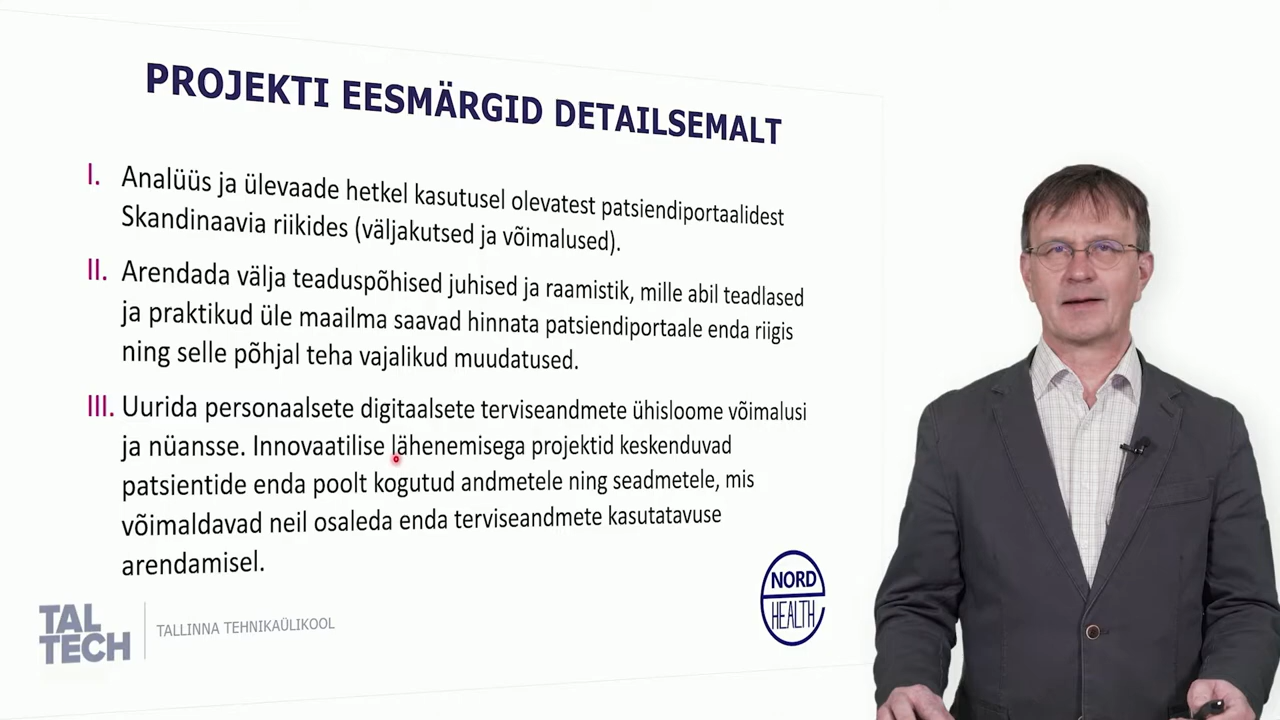 PROJEKTI EESMÄRGID DETAILSEMALT
I. Analüüs ja ülevaade hetkel kasutusel olevatest patsiendiportaalidest
Skandinaavia riikides (väljakutsed ja võimalused).
II. Arendada välja teaduspõhised juhised ja raamistik, mille abil teadlased
ja praktikud üle maailma saavad hinnata patsiendiportaale enda riigis
ning selle põhjal teha vajalikud muudatused.
III. Uurida personaalsete digitaalsete terviseandmete ühisloome võimalusi
ja nüansse. Innovaatilise lähenemisega projektid keskenduvad
patsientide enda poolt kogutud andmetele ning seadmetele, mis
võimaldavad neil osaleda enda terviseandmete kasutatavuse
arendamisel.
TAL
TECH
TALLINNA TEHNIKAÜLIKOOL
NORD
HEALTH